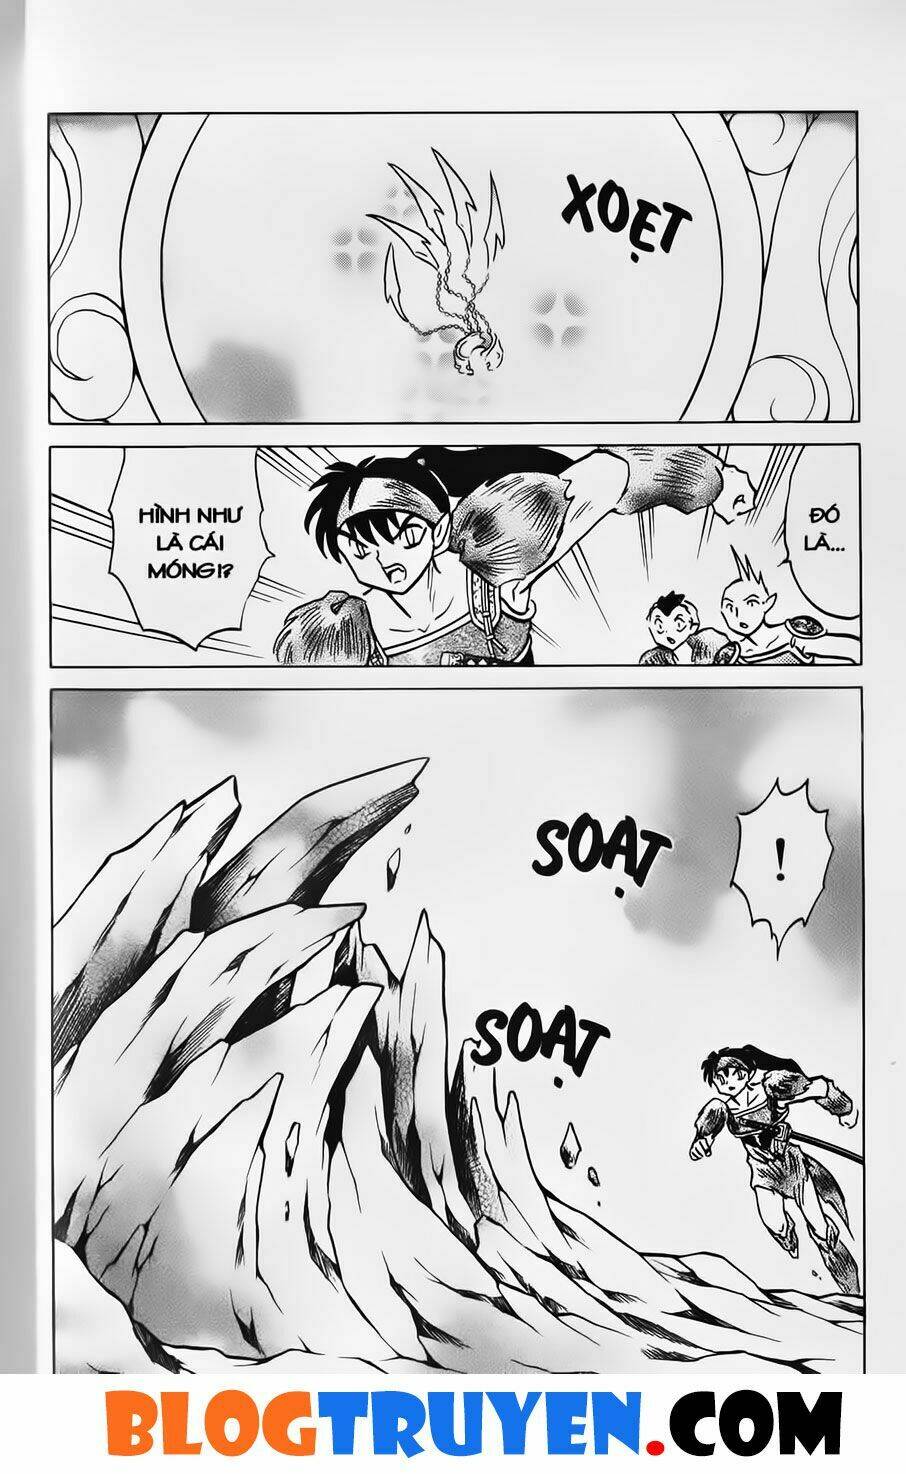 XOẸT
HÌNH NHƯ
LÀ CÁI
MÓNG!?
ĐÓ
LÀ...
!
SOẠT
SOẠT
BLOGTRUYEN.COM